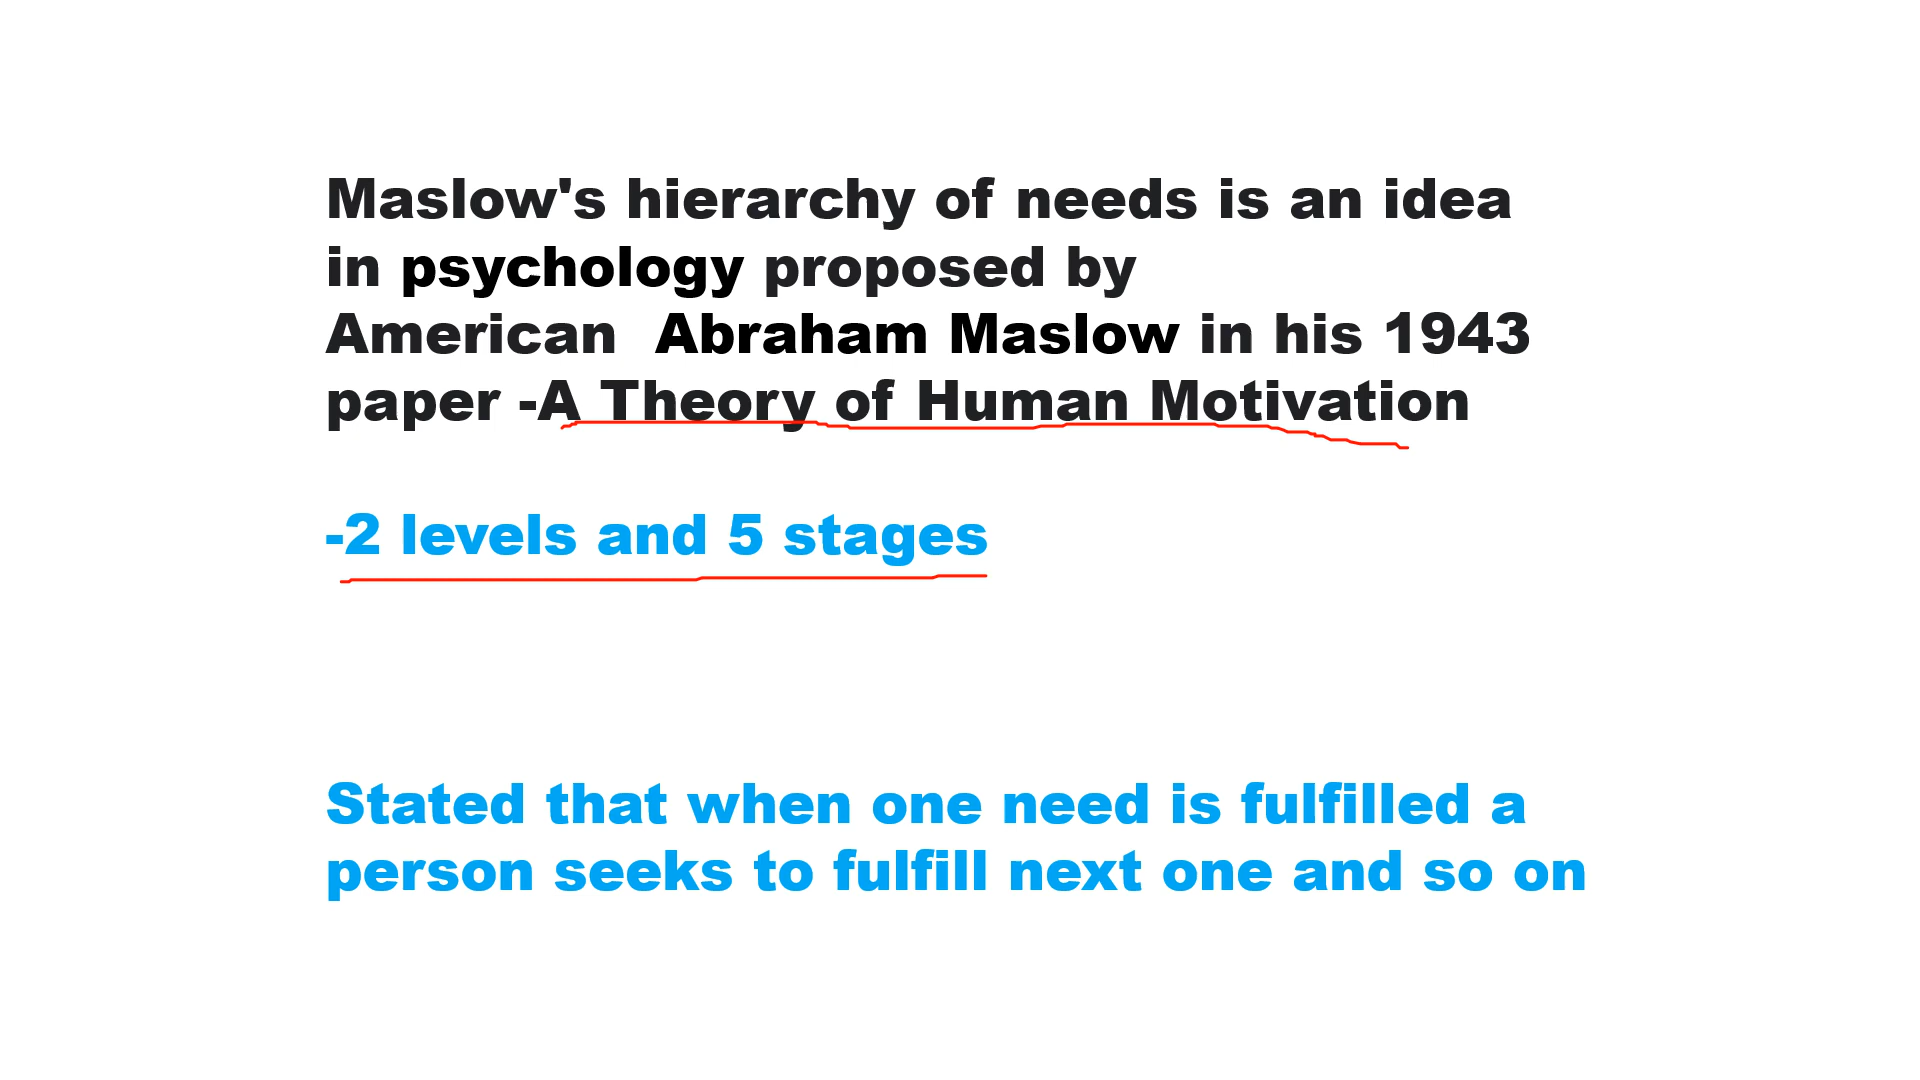 Maslow's hierarchy of needs is an idea
in psychology proposed by
American  Abraham Maslow in his 1943
paper -A Theory of Human Motivation
-2 levels and 5 stages
Stated that when one need is fulfilled a
person seeks to fulfill next one and so on